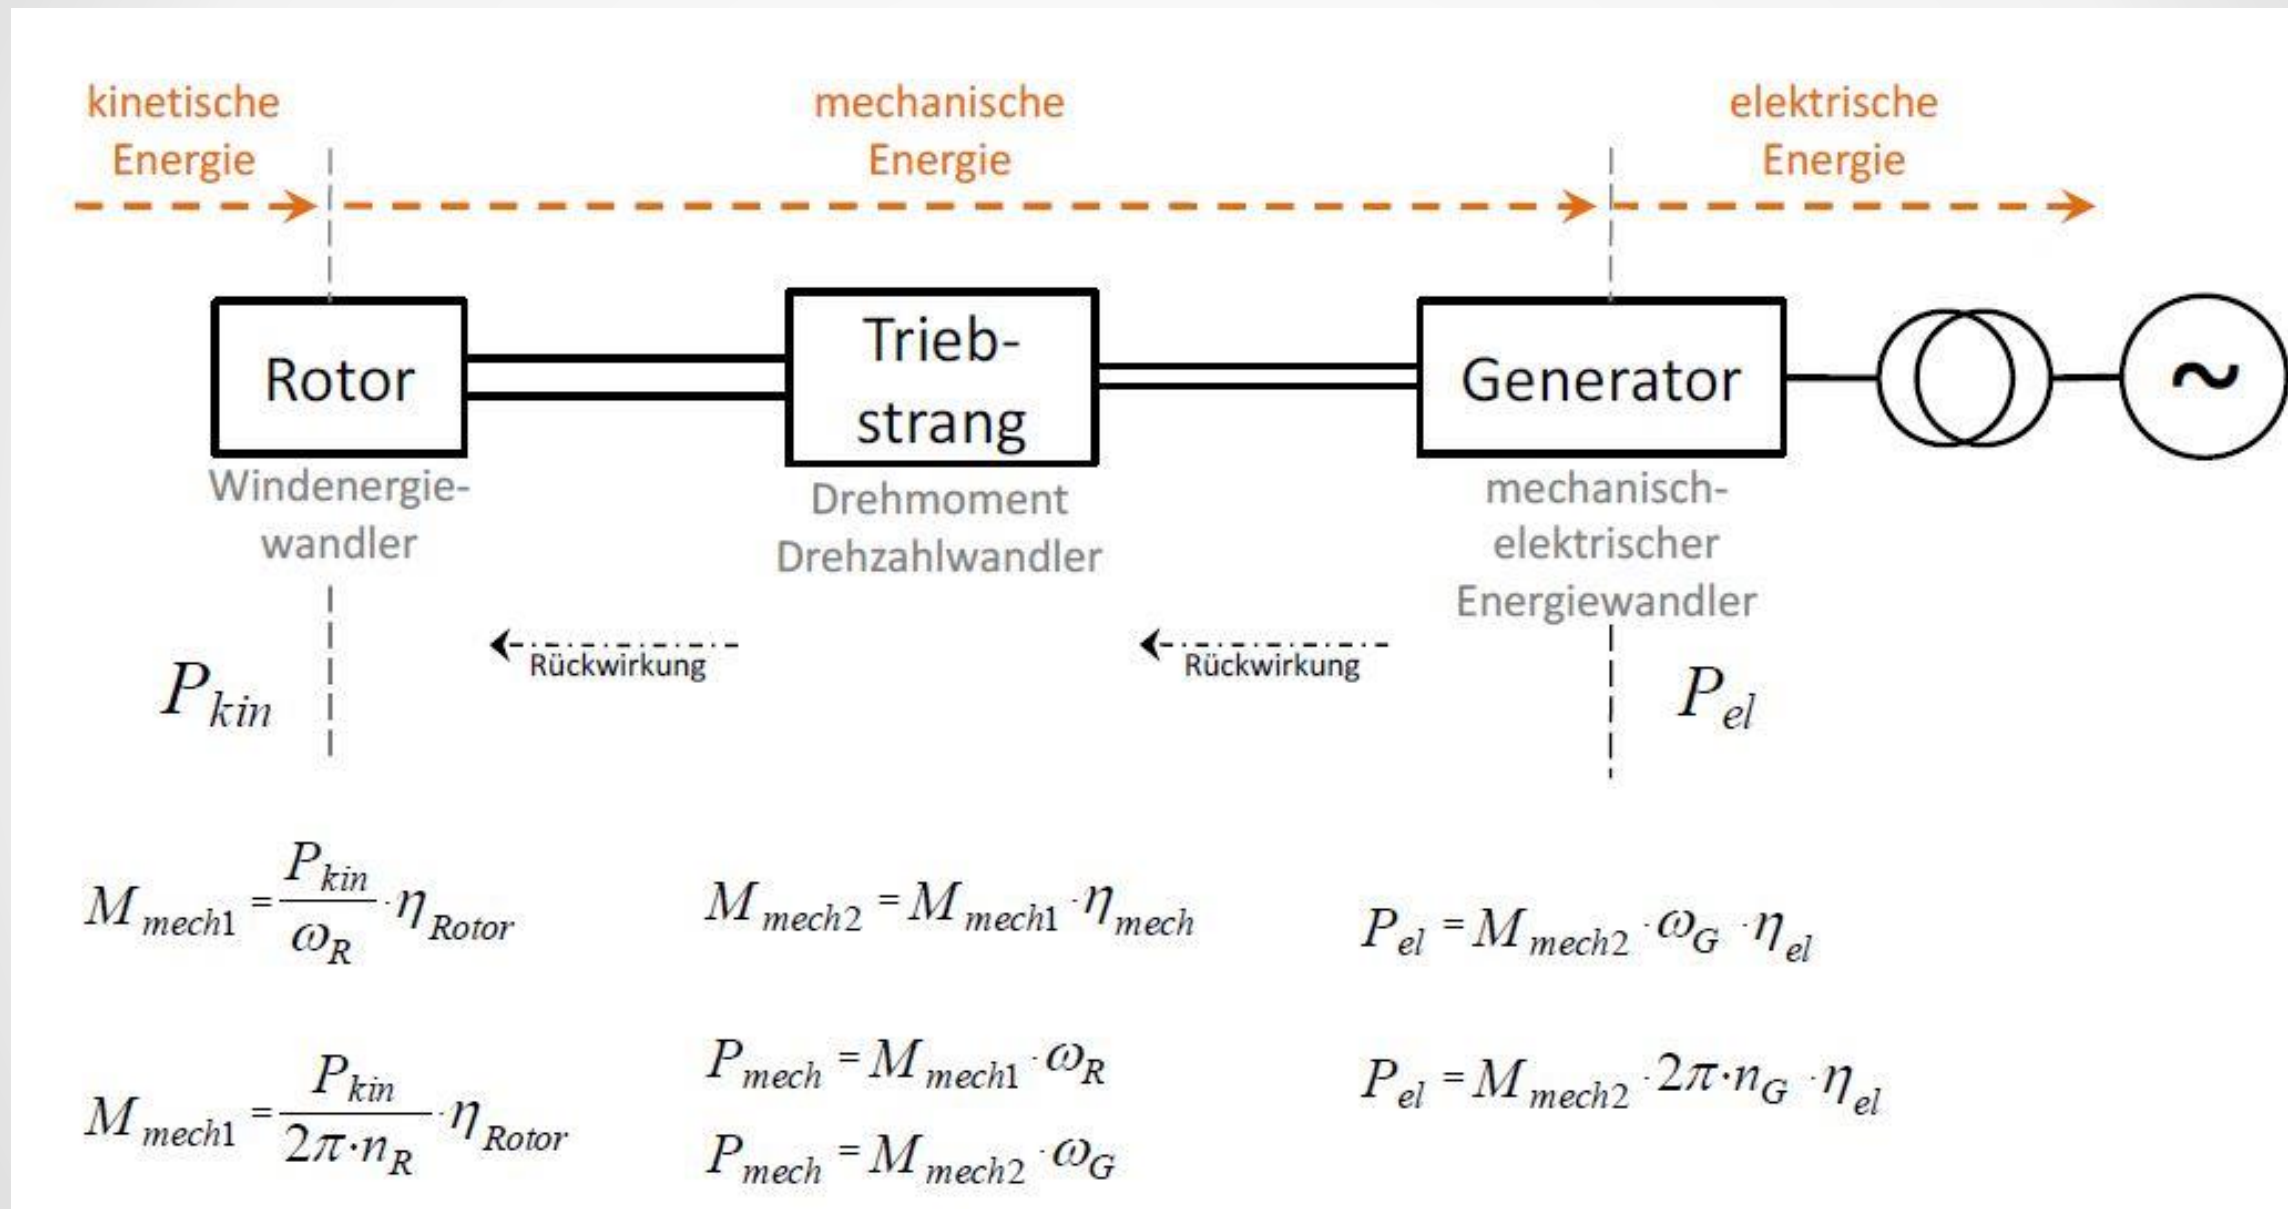 kinetische
Energie
mechanische
Energie
elektrische
Energie
Rotor
Trieb-
strang
Generator
~
Windenergie-
wandler
Drehmoment
Drehzahlwandler
mechanisch-
elektrischer
Energiewandler
Rückwirkung
Rückwirkung
P_kin
P_el
M_mech1 = P_kin / ω_R · η_Rotor
M_mech2 = M_mech1 · η_mech
P_el = M_mech2 · ω_G · η_el
M_mech1 = P_kin / 2π·n_R · η_Rotor
P_mech = M_mech1 · ω_R
P_mech = M_mech2 · ω_G
P_el = M_mech2 · 2π·n_G · η_el